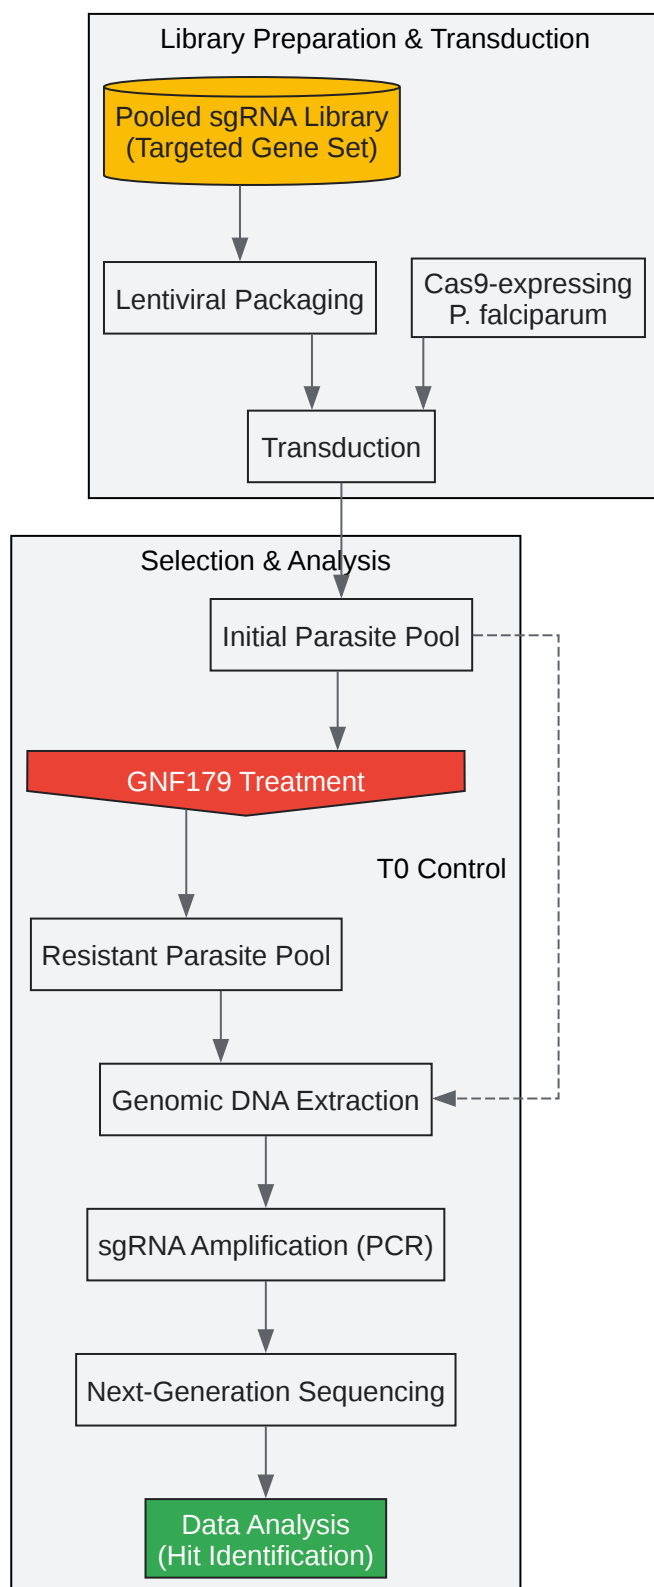 Library Preparation & Transduction
Pooled sgRNA Library
(Targeted Gene Set)
Lentiviral Packaging
Cas9-expressing
P. falciparum
Transduction
Selection & Analysis
Initial Parasite Pool
GNF179 Treatment
T0 Control
Resistant Parasite Pool
Genomic DNA Extraction
sgRNA Amplification (PCR)
Next-Generation Sequencing
Data Analysis
(Hit Identification)